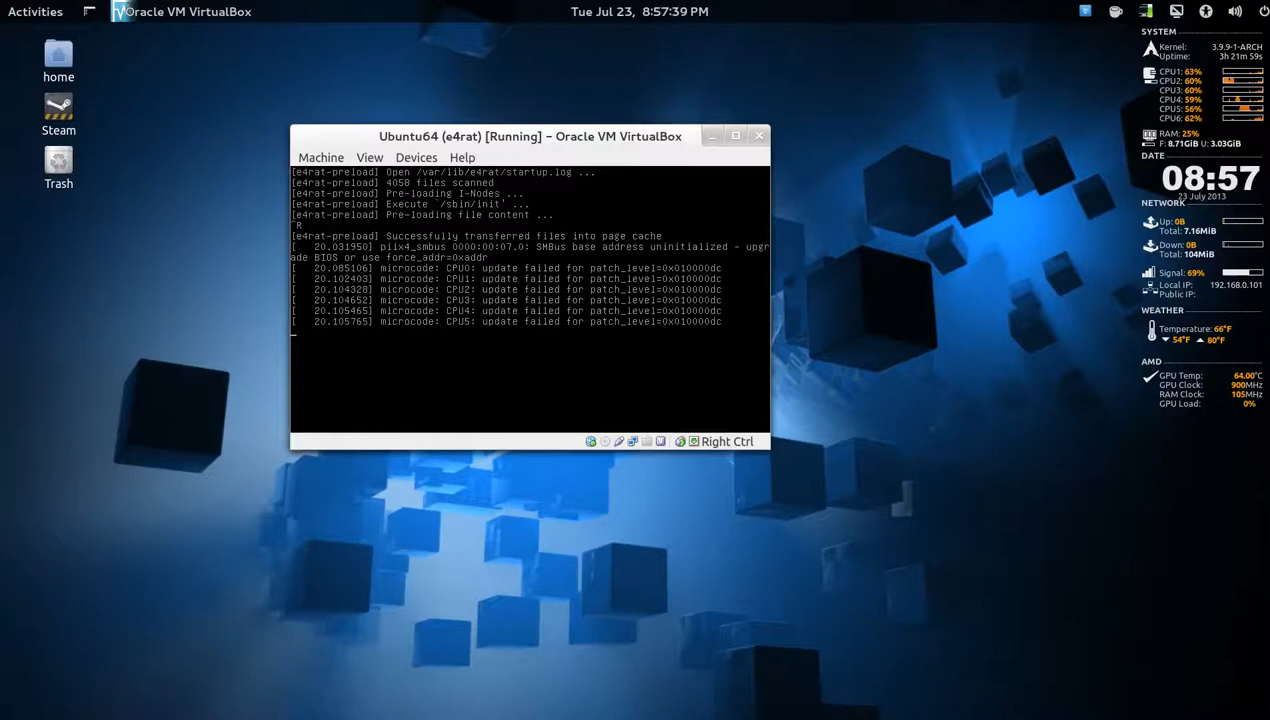 Activities
Oracle VM VirtualBox
Tue Jul 23, 8:57:39 PM
home
Steam
Trash
Ubuntu64 (e4rat) [Running] – Oracle VM VirtualBox
Machine View Devices Help
[e4rat-preload] Open /var/lib/e4rat/startup.log ...
[e4rat-preload] 4058 files scanned
[e4rat-preload] Pre-loading I-Nodes ...
[e4rat-preload] Execute `/sbin/init' ...
[e4rat-preload] Pre-loading file content ...
^R
[e4rat-preload] Successfully transferred files into page cache
[   20.031950] piix4_smbus 0000:00:07.0: SMBus base address uninitialized - upgr
ade BIOS or use force_addr=0xaddr
[   20.085106] microcode: CPU0: update failed for patch_level=0x010000dc
[   20.102403] microcode: CPU1: update failed for patch_level=0x010000dc
[   20.104328] microcode: CPU2: update failed for patch_level=0x010000dc
[   20.104652] microcode: CPU3: update failed for patch_level=0x010000dc
[   20.105465] microcode: CPU4: update failed for patch_level=0x010000dc
[   20.105765] microcode: CPU5: update failed for patch_level=0x010000dc
Right Ctrl
SYSTEM
Kernel: 3.9.9-1-ARCH
Uptime: 3h 21m 59s
CPU1: 63%
CPU2: 60%
CPU3: 60%
CPU4: 59%
CPU5: 56%
CPU6: 62%
RAM: 25%
F: 8.71GiB U: 3.03GiB
DATE
08:57
23 July 2013
NETWORK
Up: 0B
Total: 7.16MiB
Down: 0B
Total: 104MiB
Signal: 69%
Local IP: 192.168.0.101
Public IP:
WEATHER
Temperature: 66°F
54°F 80°F
AMD
GPU Temp: 64.00°C
GPU Clock: 900MHz
RAM Clock: 105MHz
GPU Load: 0%